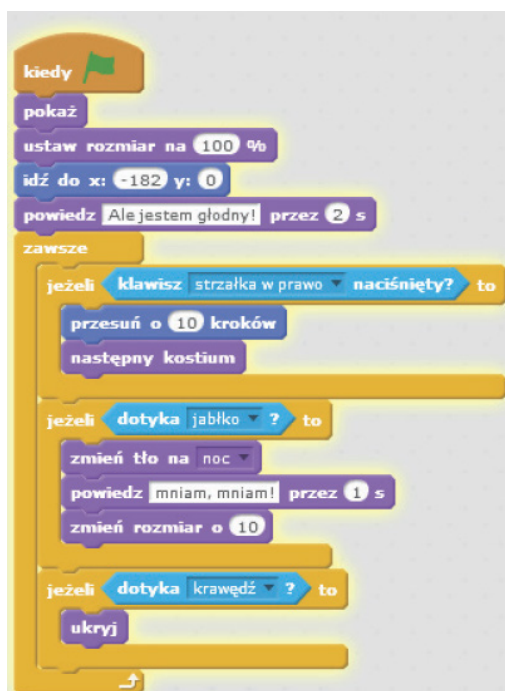 kiedy
pokaż
ustaw rozmiar na 100 %
idź do x: -182 y: 0
powiedz Ale jestem głodny! przez 2 s
zawsze
jeżeli klawisz strzałka w prawo naciśnięty? to
przesuń o 10 kroków
następny kostium
jeżeli dotyka jabłko ? to
zmień tło na noc
powiedz mniam, mniam! przez 1 s
zmień rozmiar o 10
jeżeli dotyka krawędź ? to
ukryj